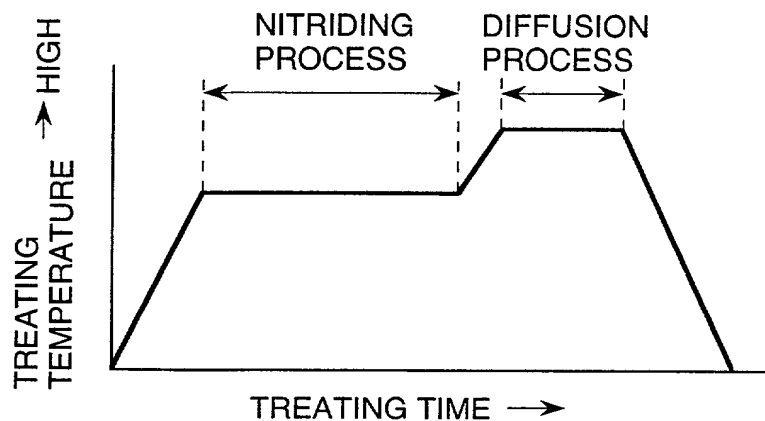 NITRIDING
PROCESS
DIFFUSION
PROCESS
TREATING
TEMPERATURE → HIGH
TREATING TIME →